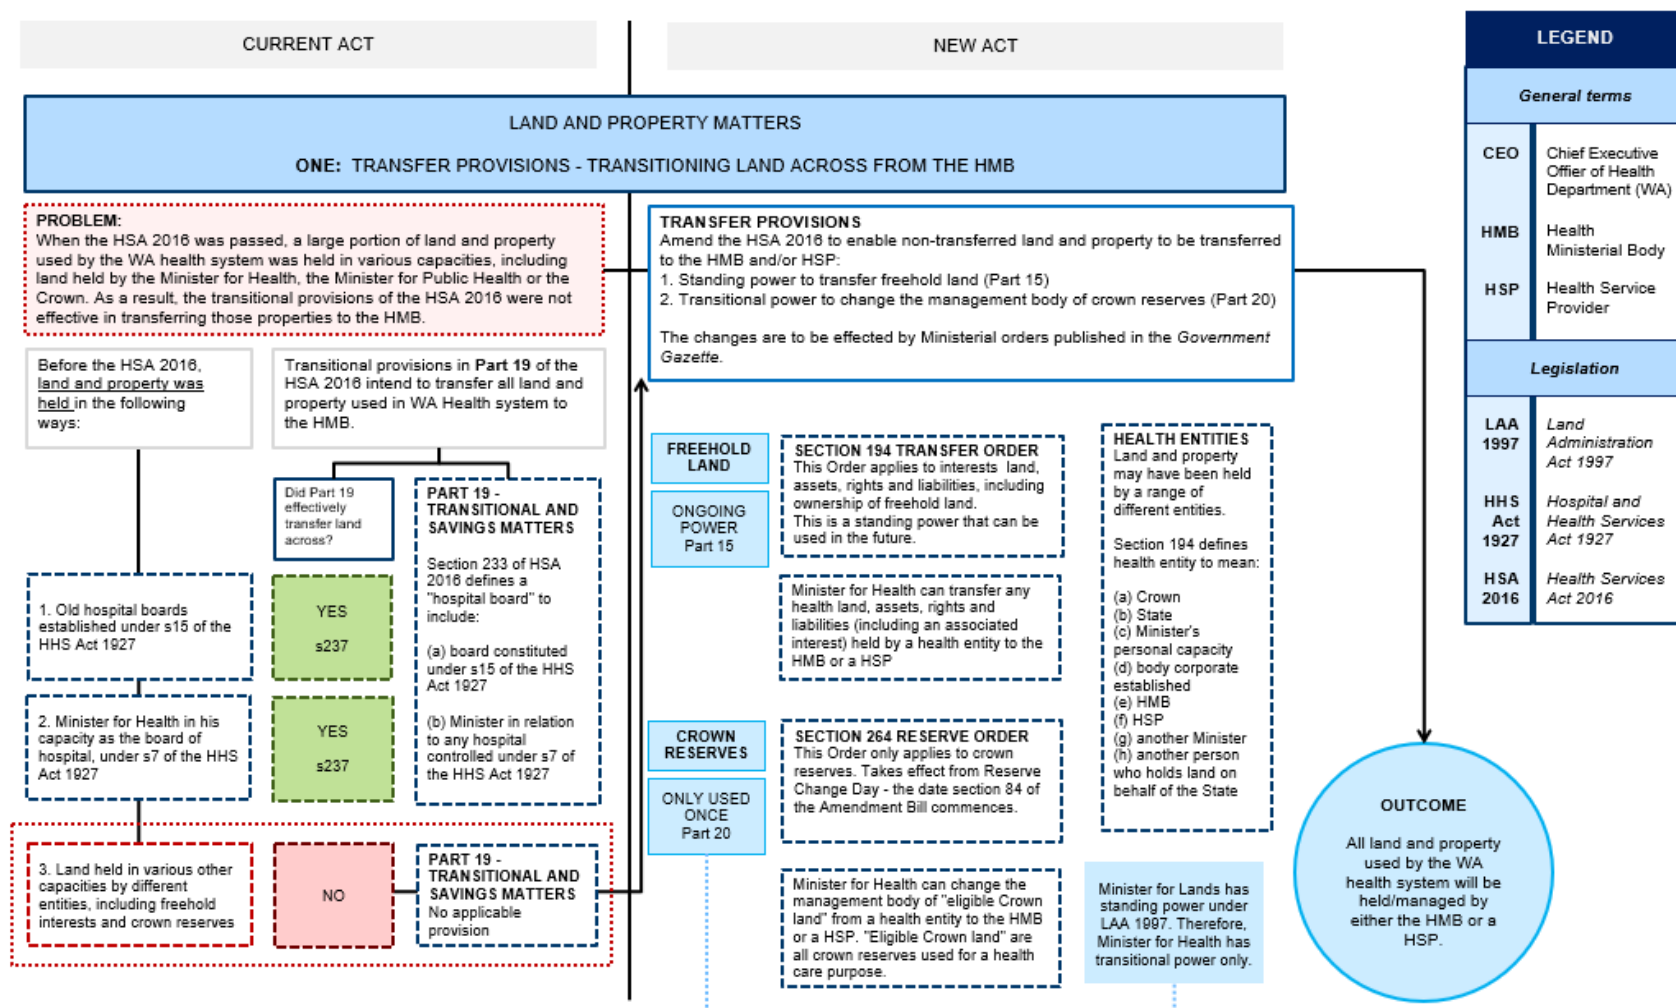 CURRENT ACT
NEW ACT
LAND AND PROPERTY MATTERS
ONE: TRANSFER PROVISIONS - TRANSITIONING LAND ACROSS FROM THE HMB
PROBLEM:
When the HSA 2016 was passed, a large portion of land and property
used by the WA health system was held in various capacities, including
land held by the Minister for Health, the Minister for Public Health or the
Crown. As a result, the transitional provisions of the HSA 2016 were not
effective in transferring those properties to the HMB.
Before the HSA 2016,
land and property was
held in the following
ways:
Transitional provisions in Part 19 of the
HSA 2016 intend to transfer all land and
property used in WA Health system to
the HMB.
Did Part 19
effectively
transfer land
across?
PART 19 -
TRANSITIONAL AND
SAVINGS MATTERS
Section 233 of HSA
2016 defines a
"hospital board" to
include:
(a) board constituted
under s15 of the HHS
Act 1927
(b) Minister in relation
to any hospital
controlled under s7 of
the HHS Act 1927
1. Old hospital boards
established under s15 of the
HHS Act 1927
YES
s237
2. Minister for Health in his
capacity as the board of
hospital, under s7 of the HHS
Act 1927
YES
s237
3. Land held in various other
capacities by different
entities, including freehold
interests and crown reserves
NO
PART 19 -
TRANSITIONAL AND
SAVINGS MATTERS
No applicable
provision
TRANSFER PROVISIONS
Amend the HSA 2016 to enable non-transferred land and property to be transferred
to the HMB and/or HSP:
1. Standing power to transfer freehold land (Part 15)
2. Transitional power to change the management body of crown reserves (Part 20)
The changes are to be effected by Ministerial orders published in the Government
Gazette.
FREEHOLD
LAND
ONGOING
POWER
Part 15
SECTION 194 TRANSFER ORDER
This Order applies to interests land,
assets, rights and liabilities, including
ownership of freehold land.
This is a standing power that can be
used in the future.
Minister for Health can transfer any
health land, assets, rights and
liabilities (including an associated
interest) held by a health entity to the
HMB or a HSP
CROWN
RESERVES
ONLY USED
ONCE
Part 20
SECTION 264 RESERVE ORDER
This Order only applies to crown
reserves. Takes effect from Reserve
Change Day - the date section 84 of
the Amendment Bill commences.
Minister for Health can change the
management body of "eligible Crown
land" from a health entity to the HMB
or a HSP. "Eligible Crown land" are
all crown reserves used for a health
care purpose.
HEALTH ENTITIES
Land and property
may have been held
by a range of
different entities.
Section 194 defines
health entity to mean:
(a) Crown
(b) State
(c) Minister's
personal capacity
(d) body corporate
established
(e) HMB
(f) HSP
(g) another Minister
(h) another person
who holds land on
behalf of the State
Minister for Lands has
standing power under
LAA 1997. Therefore,
Minister for Health has
transitional power only.
OUTCOME
All land and property
used by the WA
health system will be
held/managed by
either the HMB or a
HSP.
LEGEND
General terms
CEO Chief Executive
Offier of Health
Department (WA)
HMB Health
Ministerial Body
HSP Health Service
Provider
Legislation
LAA Land
1997 Administration
Act 1997
HHS Hospital and
Act Health Services
1927 Act 1927
HSA Health Services
2016 Act 2016